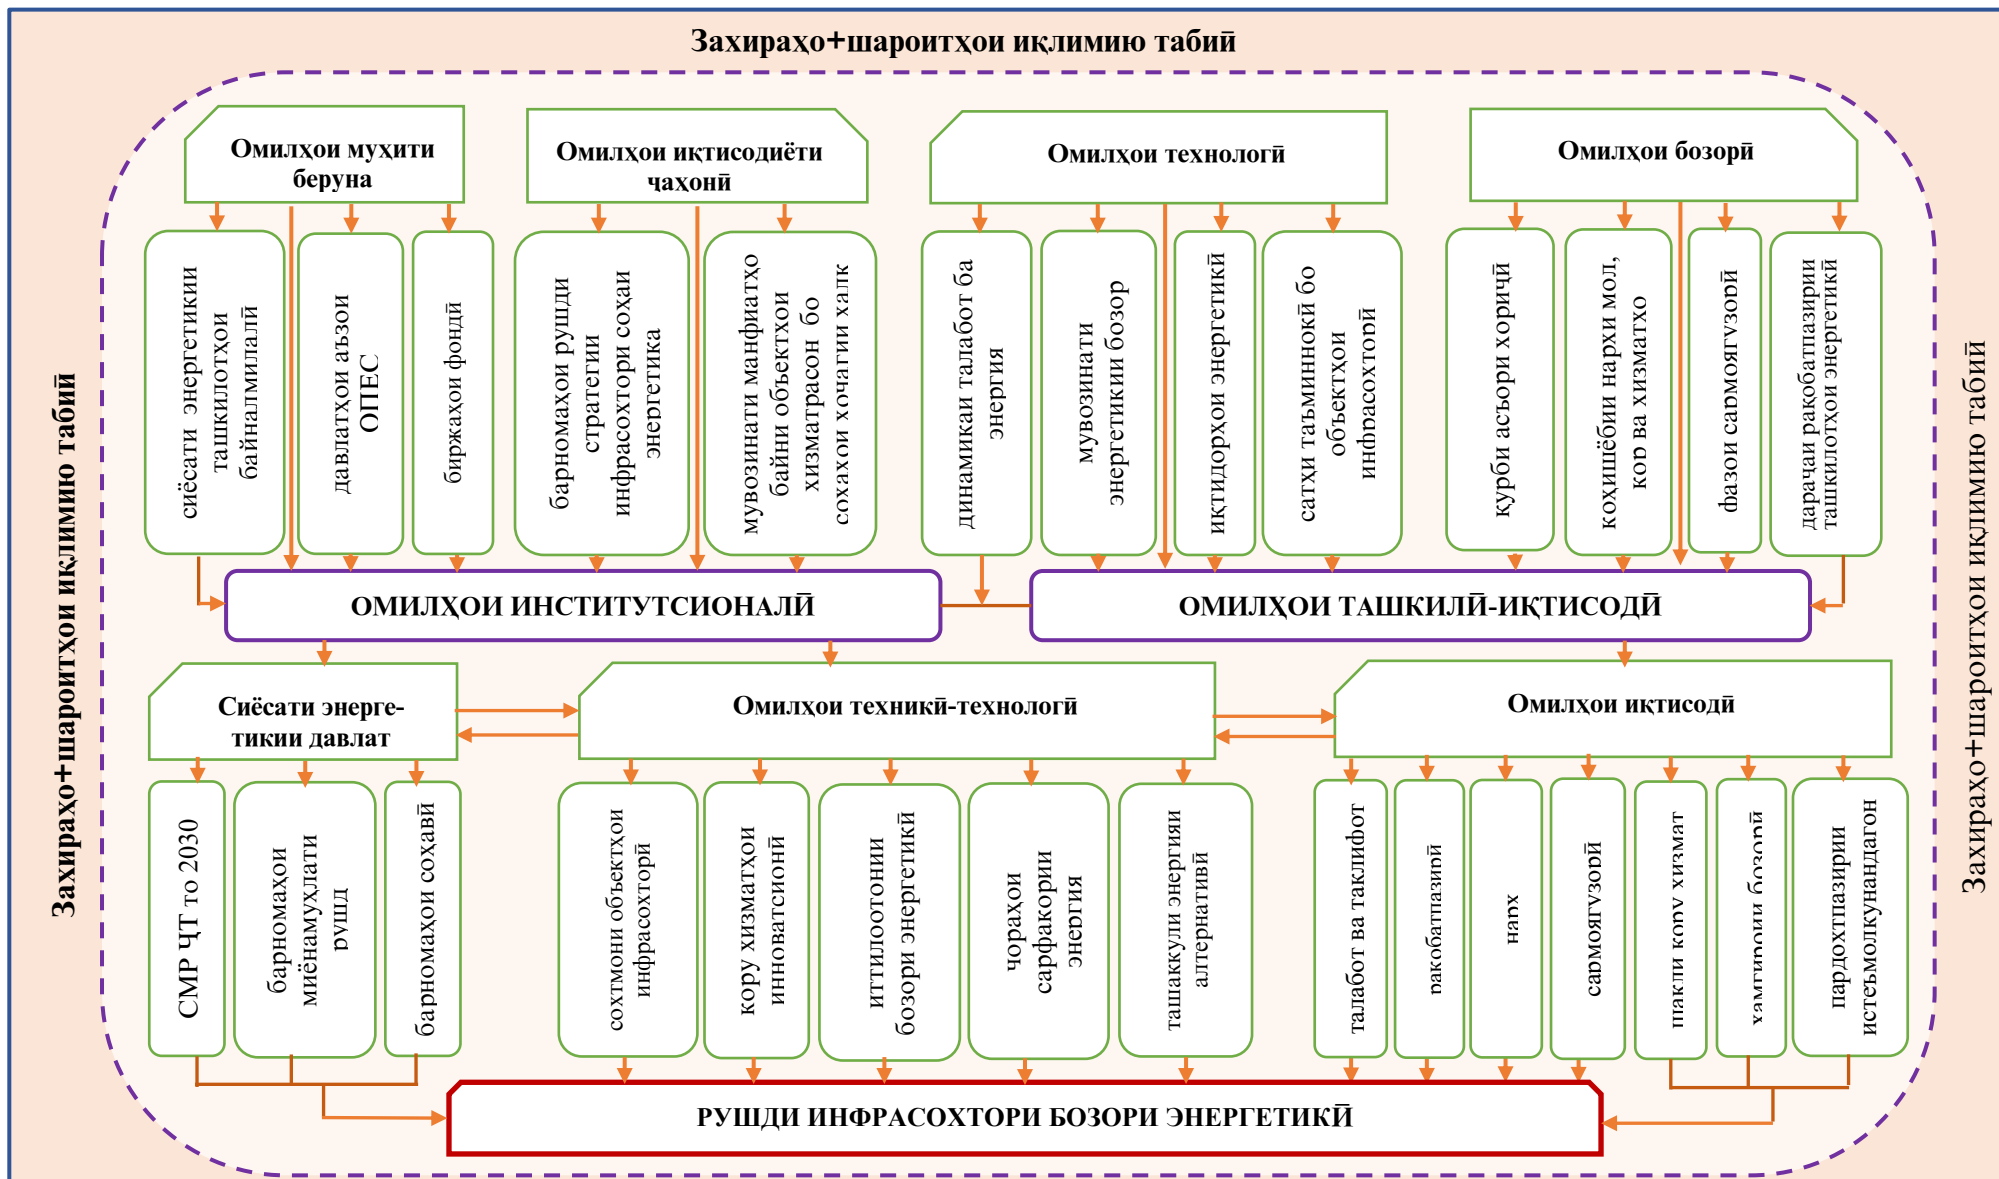 Захираҳо+шароитҳои иқлимию табиӣ
Захираҳо+шароитҳои иқлимию табиӣ
Омилҳои муҳити
беруна
Омилҳои иқтисодиёти
ҷаҳонӣ
Омилҳои технологӣ
Омилҳои бозорӣ
сиёсати энергетикии
ташкилотҳои
байналмилалӣ
давлатҳои аъзои
ОПЕС
биржаҳои фондӣ
барномаҳои рушди
стратегии
инфрасохтори соҳаи
энергетика
мувозинати манфиатҳо
байни объектҳои
хизматрасон бо
соҳаҳои хоҷагии халқ
динамикаи талабот ба
энергия
мувозинати
энергетикии бозор
иқтидорҳои энергетикӣ
сатҳи таъминнокӣ бо
объектҳои
инфрасохторӣ
қурби асъори хориҷӣ
коҳишёбии нархи мол,
кор ва хизматҳо
фазои сармоягузорӣ
дараҷаи рақобатпазирии
ташкилотҳои энергетикӣ
ОМИЛҲОИ ИНСТИТУТСИОНАЛӢ
ОМИЛҲОИ ТАШКИЛӢ-ИҚТИСОДӢ
Сиёсати энерге-
тикии давлат
Омилҳои техникӣ-технологӣ
Омилҳои иқтисодӣ
СМР ҶТ то 2030
барномаҳои
миёнамуҳлати
рушд
барномаҳои соҳавӣ
сохтмони объектҳои
инфрасохторӣ
кору хизматҳои
инноватсионӣ
иттилоотонии
бозори энергетикӣ
чораҳои
сарфакории
энергия
ташаккули энергияи
алтернативӣ
талабот ва таклифот
рақобатпазирӣ
нарх
сармоягузорӣ
шакли кору хизмат
ҳамгироии бозорӣ
пардохтпазирии
истеъмолкунандагон
РУШДИ ИНФРАСОХТОРИ БОЗОРИ ЭНЕРГЕТИКӢ
Захираҳо+шароитҳои иқлимию табиӣ